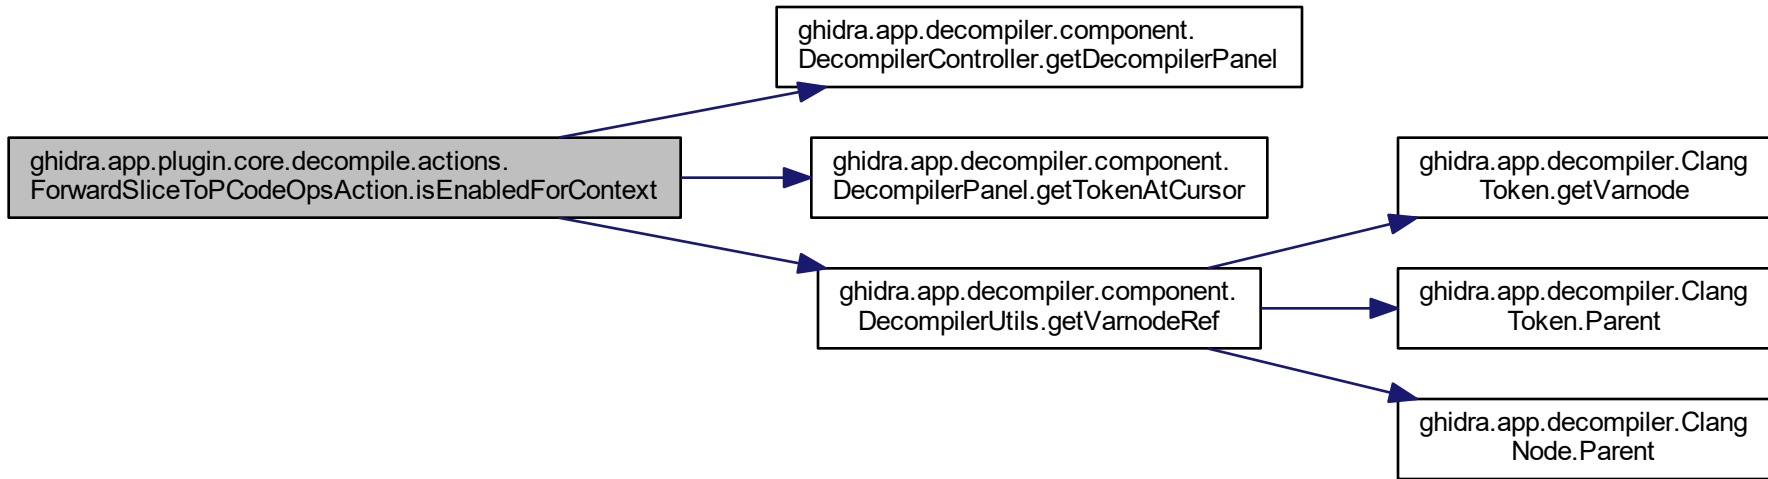 ghidra.app.decompiler.component.
DecompilerController.getDecompilerPanel
ghidra.app.plugin.core.decompile.actions.
ForwardSliceToPCodeOpsAction.isEnabledForContext
ghidra.app.decompiler.component.
DecompilerPanel.getTokenAtCursor
ghidra.app.decompiler.Clang
Token.getVarnode
ghidra.app.decompiler.component.
DecompilerUtils.getVarnodeRef
ghidra.app.decompiler.Clang
Token.Parent
ghidra.app.decompiler.Clang
Node.Parent